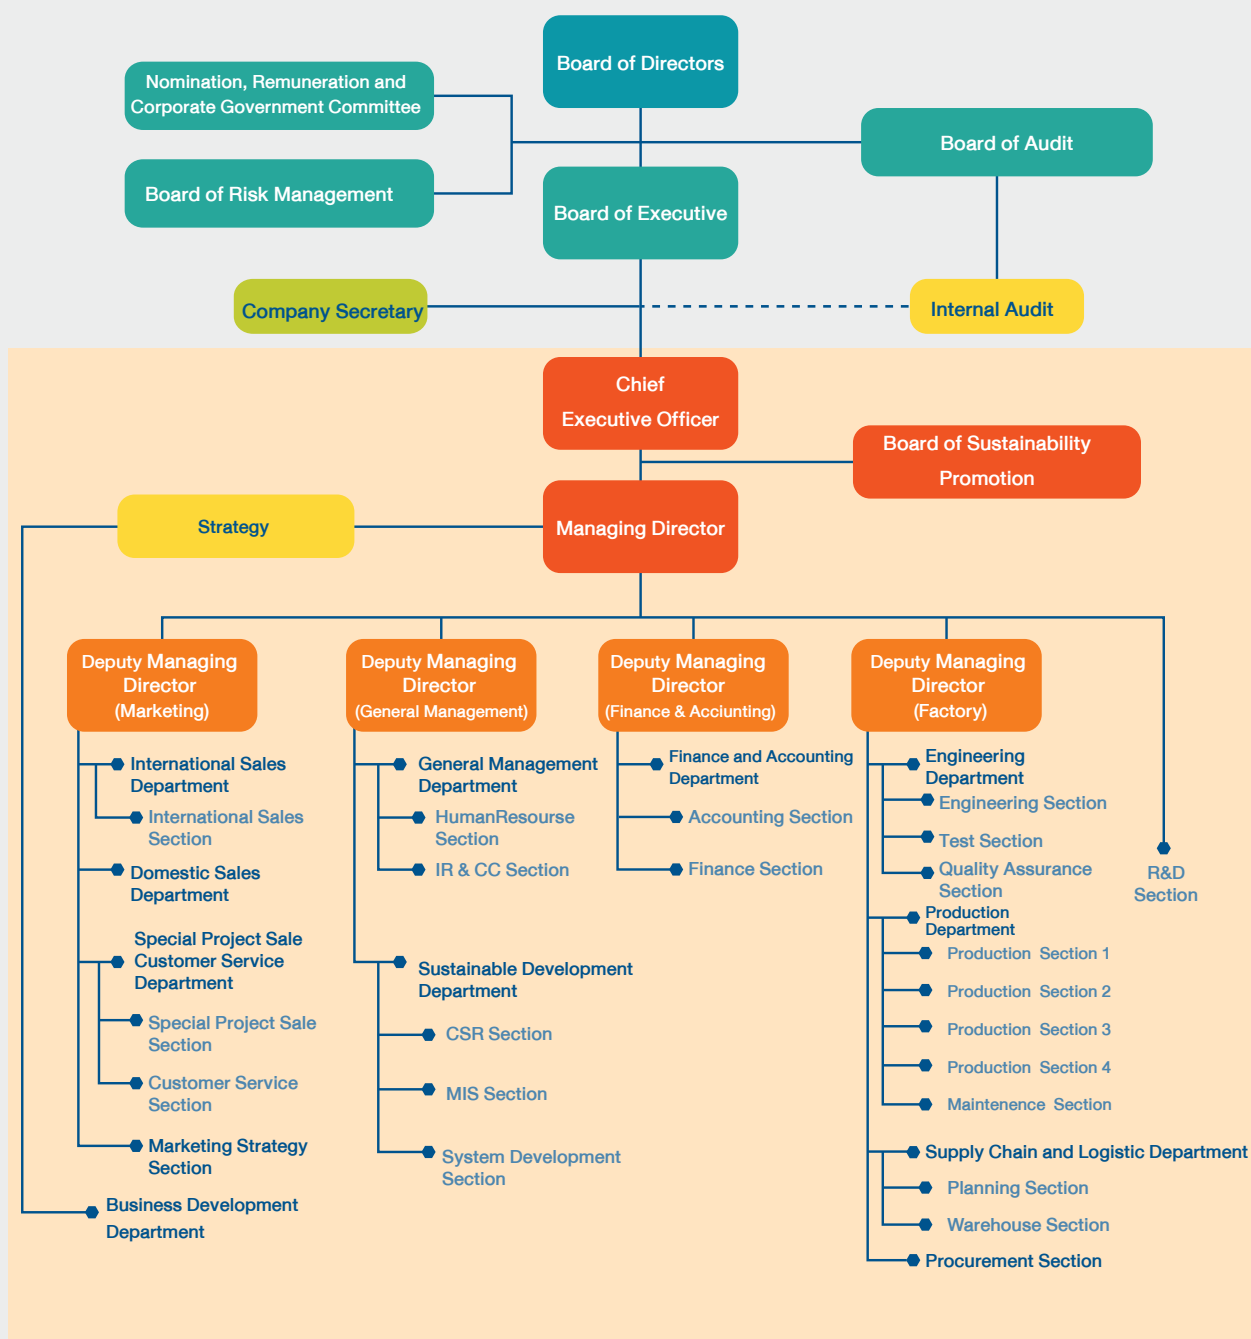 Board of Directors
Nomination, Remuneration and
Corporate Government Committee
Board of Audit
Board of Risk Management
Board of Executive
Company Secretary
Internal Audit
Chief
Executive Officer
Board of Sustainability
Promotion
Strategy
Managing Director
Deputy Managing
Director
(Marketing)
International Sales
Department
International Sales
Section
Domestic Sales
Department
Special Project Sale
Customer Service
Department
Special Project Sale
Section
Customer Service
Section
Marketing Strategy
Section
Business Development
Department
Deputy Managing
Director
(General Management)
General Management
Department
HumanResourse
Section
IR & CC Section
Sustainable Development
Department
CSR Section
MIS Section
System Development
Section
Deputy Managing
Director
(Finance & Acciunting)
Finance and Accounting
Department
Accounting Section
Finance Section
Deputy Managing
Director
(Factory)
Engineering
Department
Engineering Section
Test Section
Quality Assurance
Section
Production
Department
Production Section 1
Production Section 2
Production Section 3
Production Section 4
Maintenence Section
Supply Chain and Logistic Department
Planning Section
Warehouse Section
Procurement Section
R&D
Section